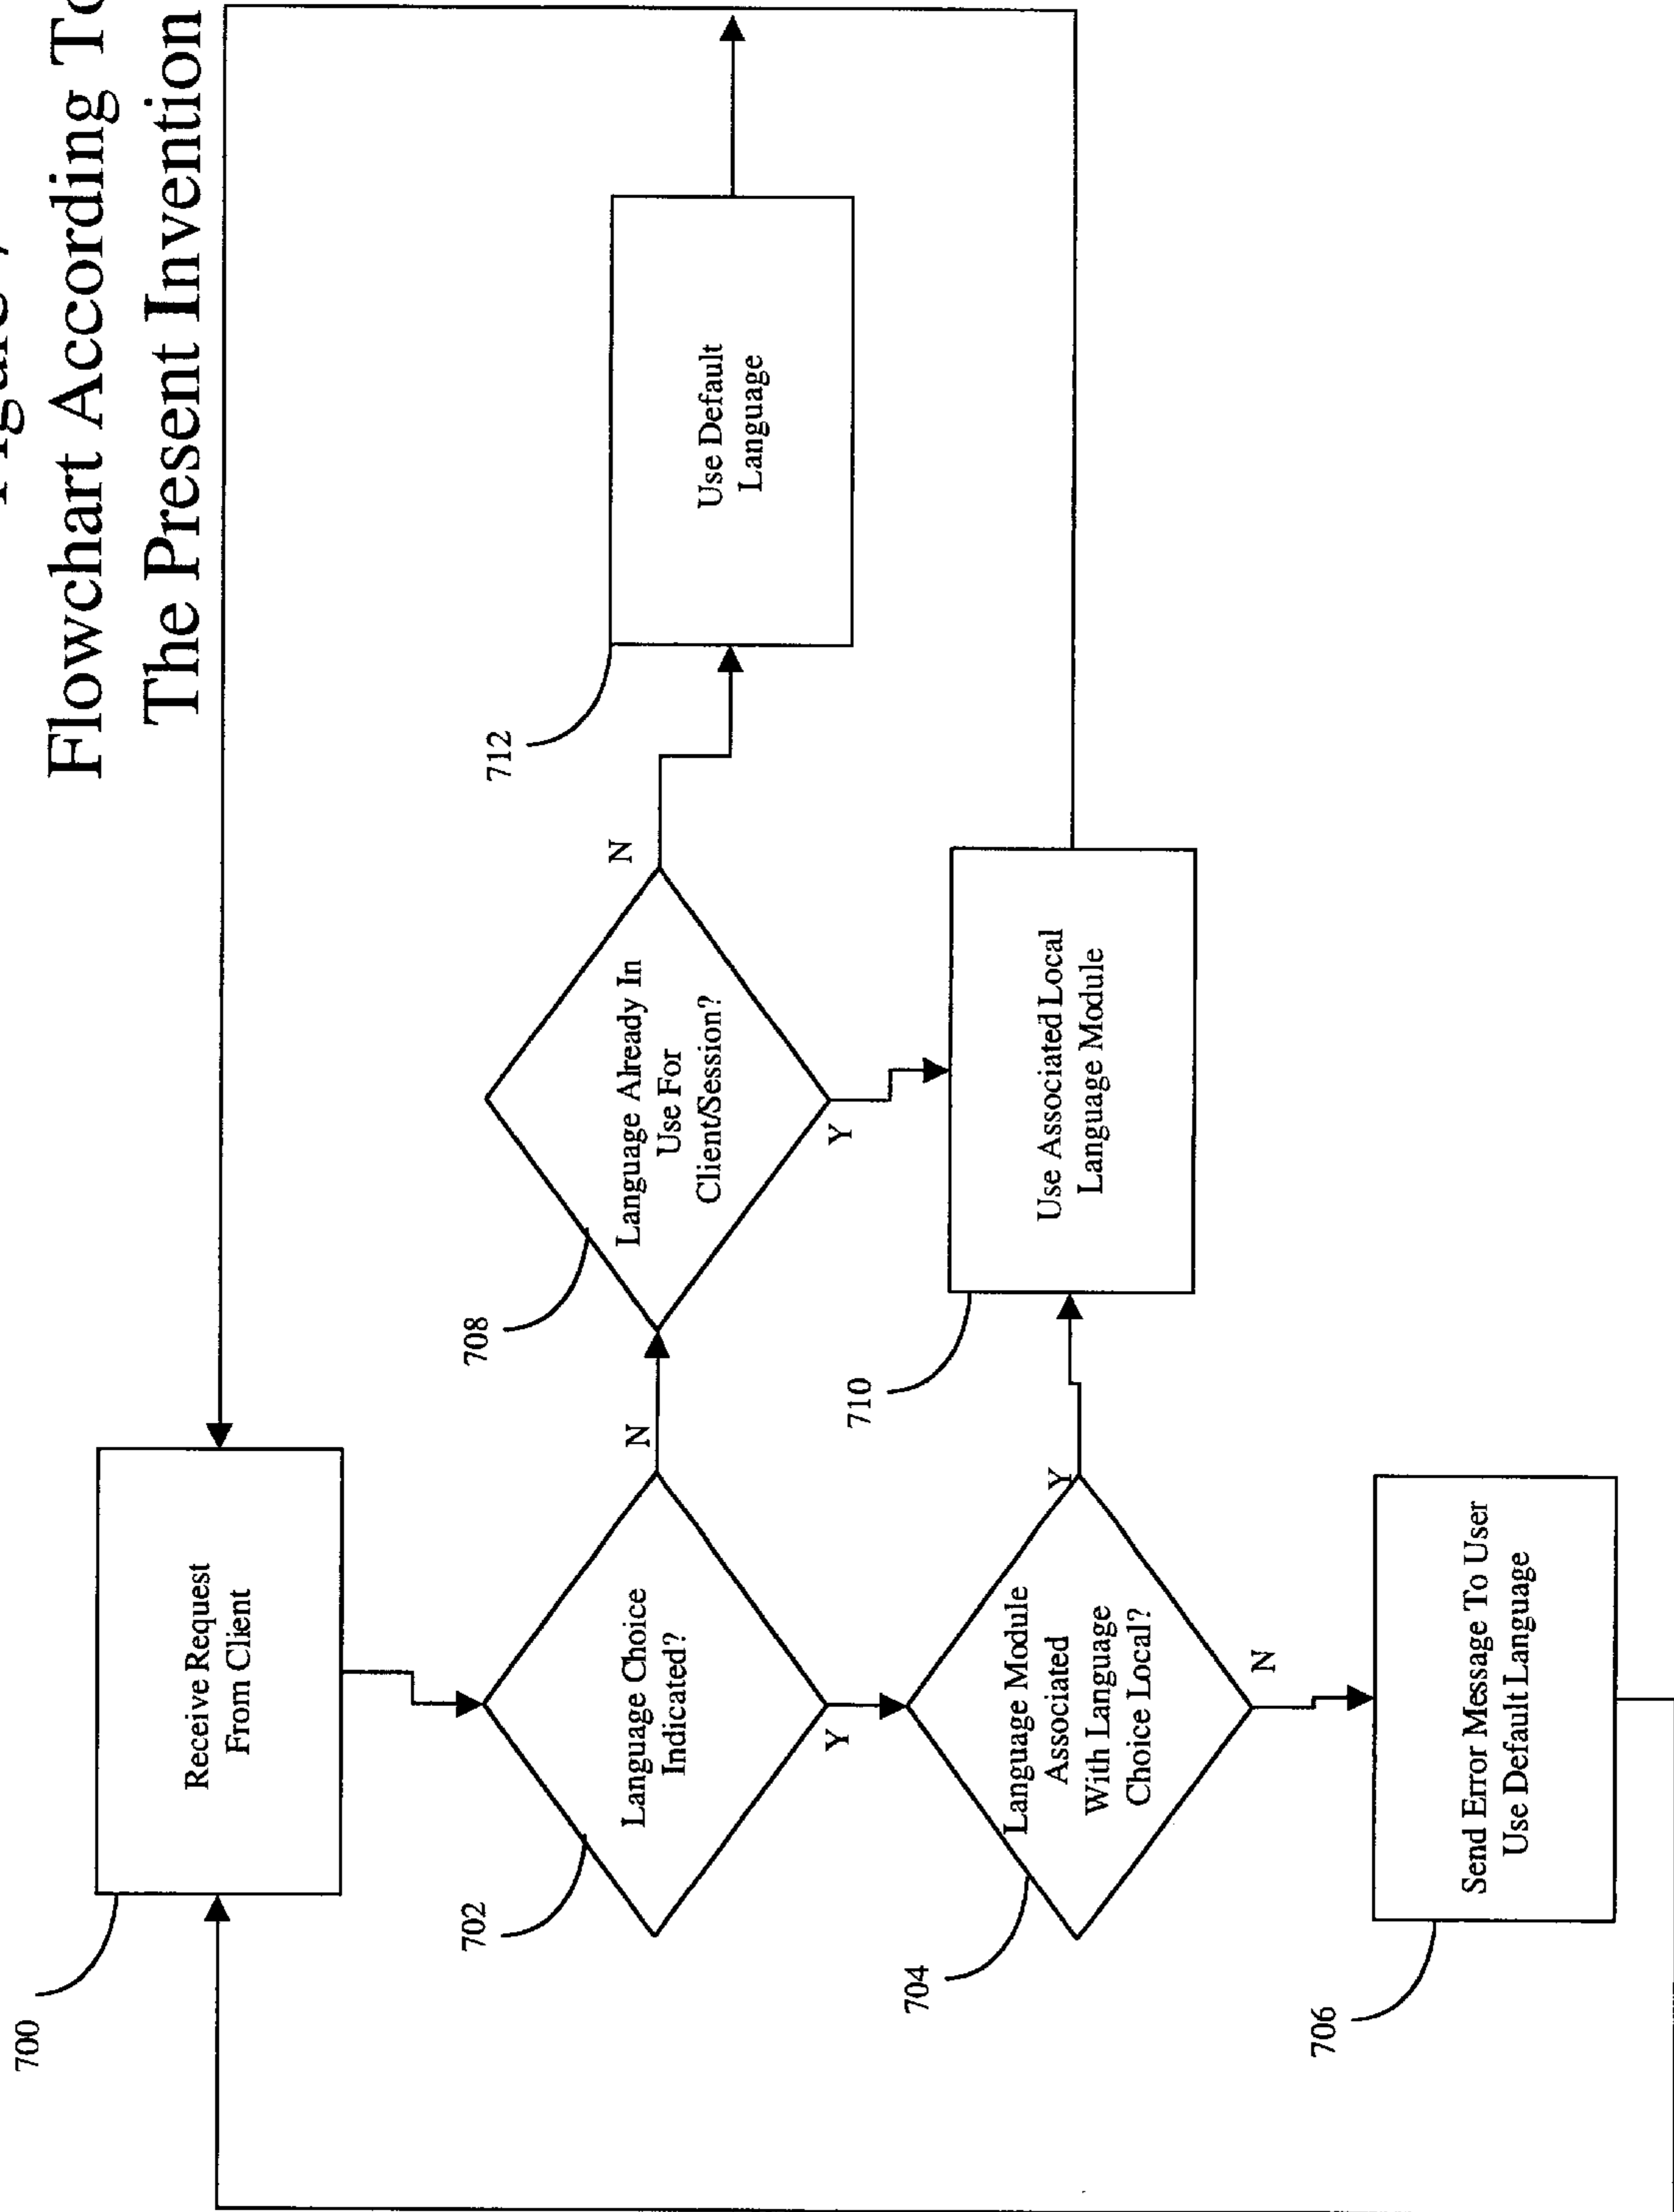 Flowchart According To
The Present Invention
700
Receive Request
From Client
702
Language Choice
Indicated?
N
Y
708
Language Already In
Use For
Client/Session?
N
Y
712
Use Default
Language
704
Language Module
Associated
With Language
Choice Local?
Y
N
710
Use Associated Local
Language Module
706
Send Error Message To User
Use Default Language